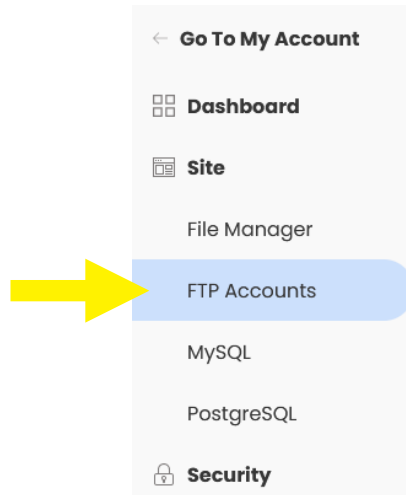 Go To My Account
Dashboard
Site
File Manager
FTP Accounts
MySQL
PostgreSQL
Security